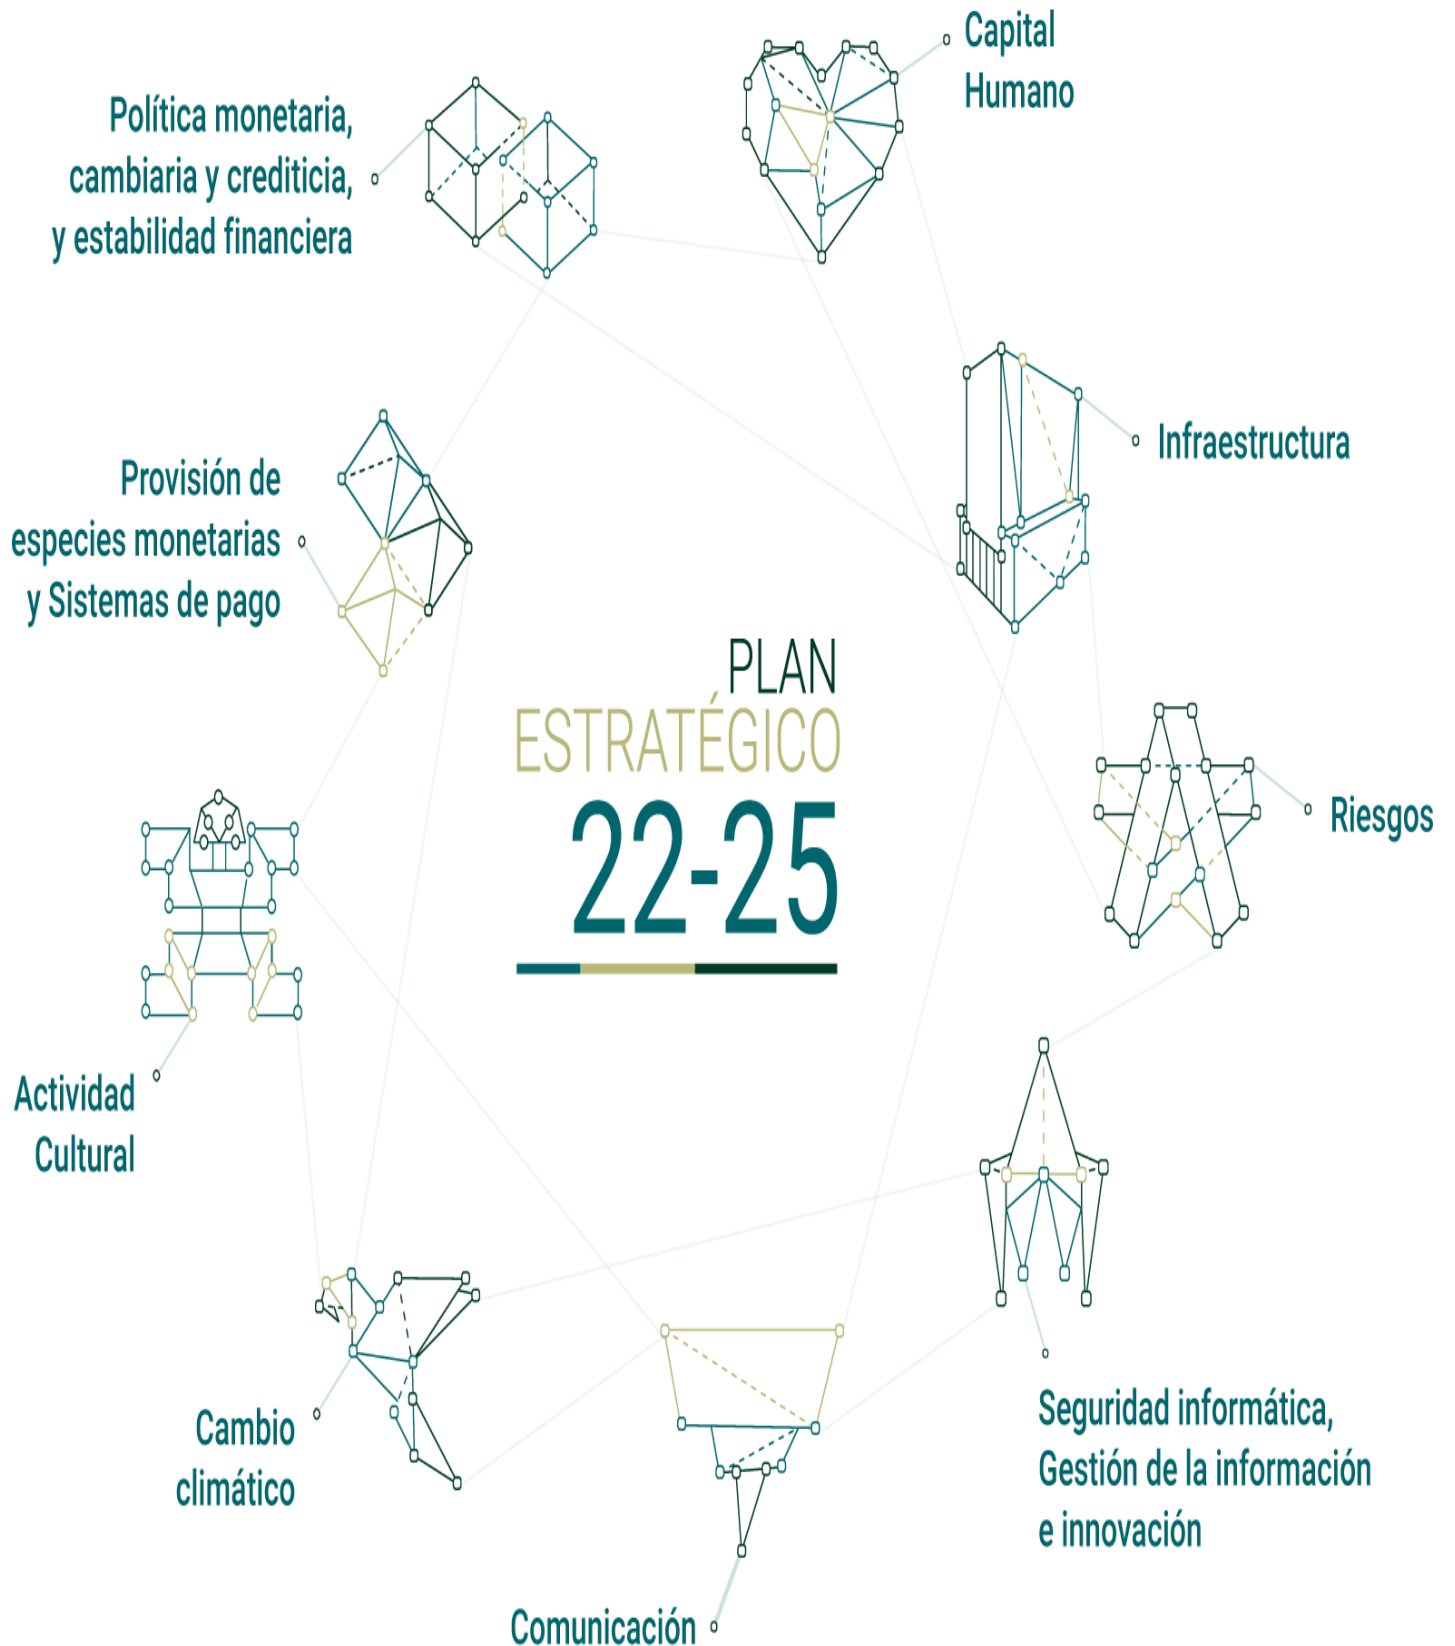 Capital
Humano
Política monetaria,
cambiaria y crediticia,
y estabilidad financiera
Infraestructura
Provisión de
especies monetarias
y Sistemas de pago
PLAN
ESTRATÉGICO
22-25
Riesgos
Actividad
Cultural
Cambio
climático
Seguridad informática,
Gestión de la información
e innovación
Comunicación